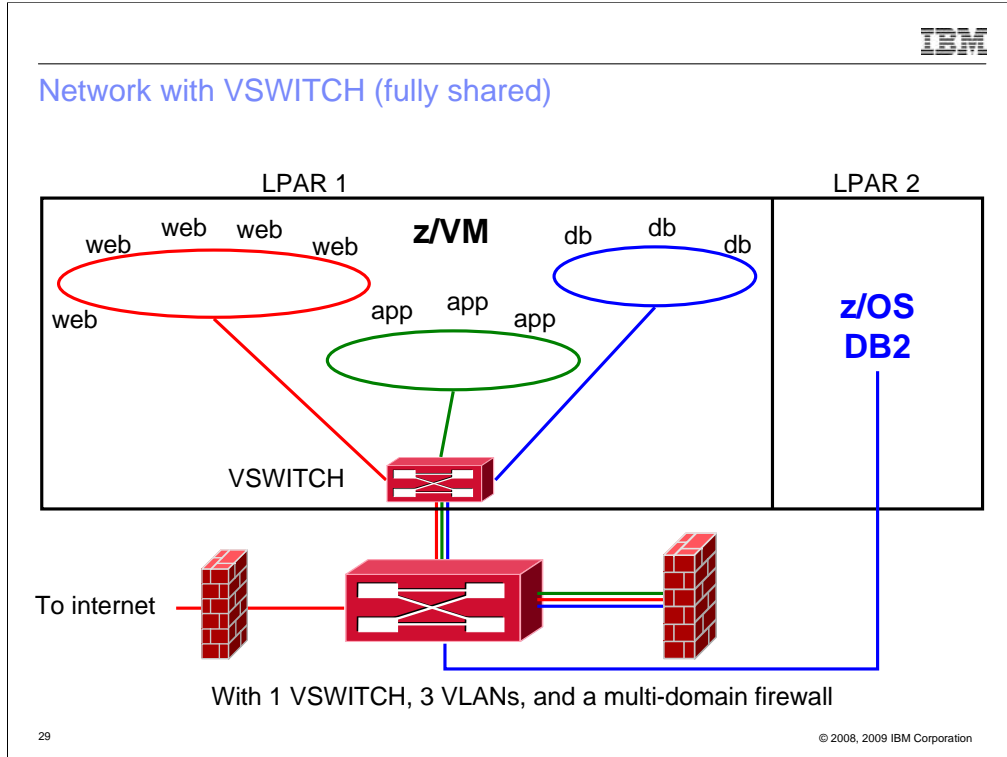 IBM
Network with VSWITCH (fully shared)
LPAR 1
LPAR 2
web
web
web
web
web
z/VM
db
db
db
app
app
app
z/OS
DB2
VSWITCH
To internet
With 1 VSWITCH, 3 VLANs, and a multi-domain firewall
29
© 2008, 2009 IBM Corporation